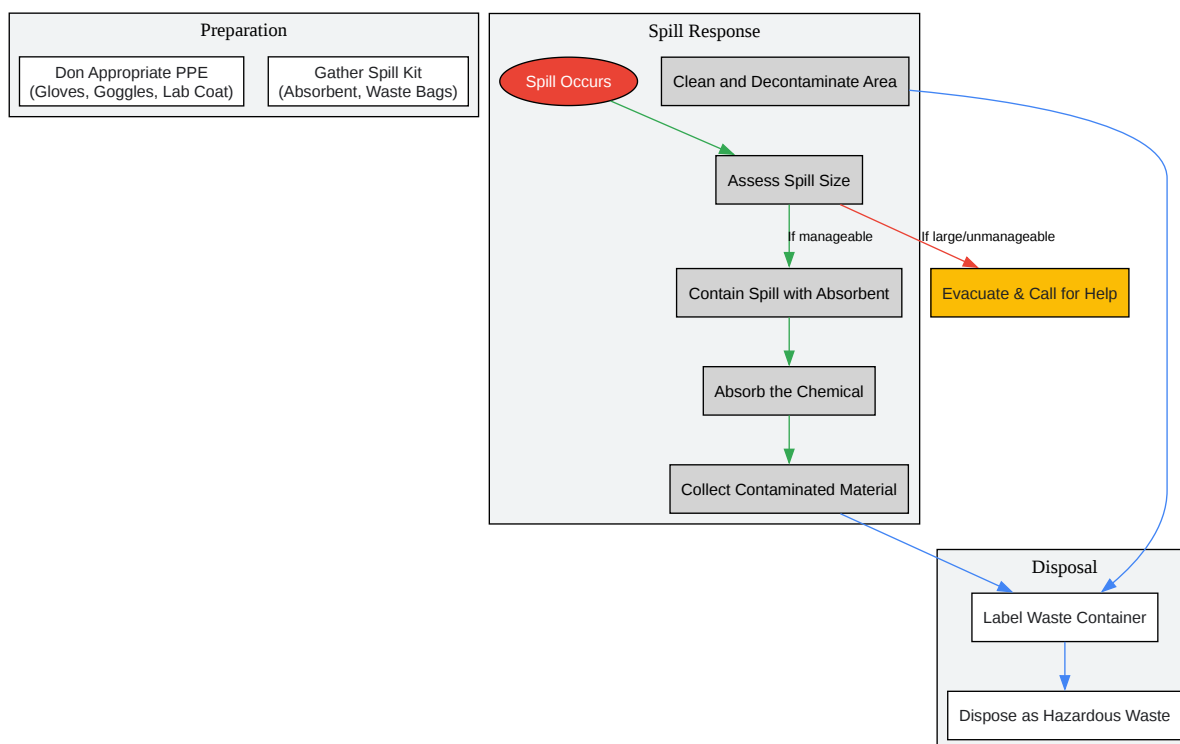 Preparation
Don Appropriate PPE
(Gloves, Goggles, Lab Coat)
Gather Spill Kit
(Absorbent, Waste Bags)
Spill Response
Spill Occurs
Clean and Decontaminate Area
Assess Spill Size
If manageable
If large/unmanageable
Contain Spill with Absorbent
Evacuate & Call for Help
Absorb the Chemical
Collect Contaminated Material
Disposal
Label Waste Container
Dispose as Hazardous Waste